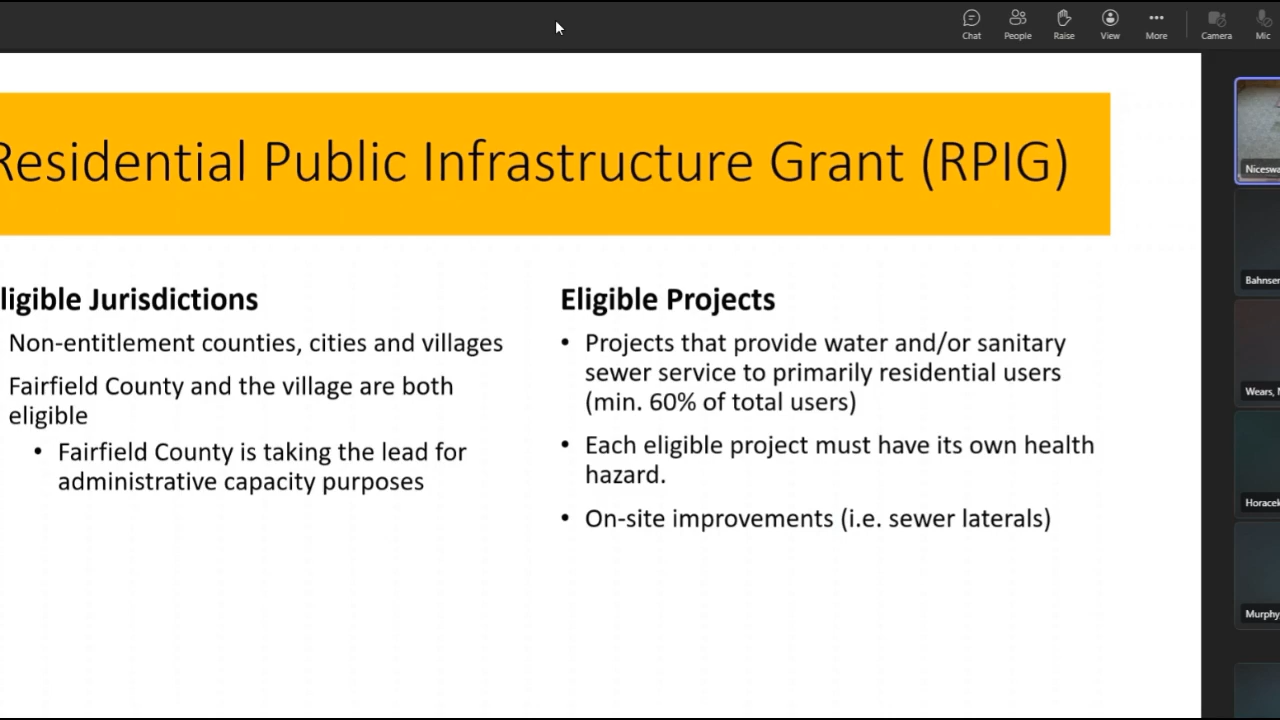 Chat
People
Raise
View
More
Camera
Mic
Residential Public Infrastructure Grant (RPIG)
ligible Jurisdictions
Non-entitlement counties, cities and villages
Fairfield County and the village are both
eligible
• Fairfield County is taking the lead for
administrative capacity purposes
Eligible Projects
• Projects that provide water and/or sanitary
sewer service to primarily residential users
(min. 60% of total users)
• Each eligible project must have its own health
hazard.
• On-site improvements (i.e. sewer laterals)
Niceswa
Bahnsen
Wears,
Horacek
Murphy